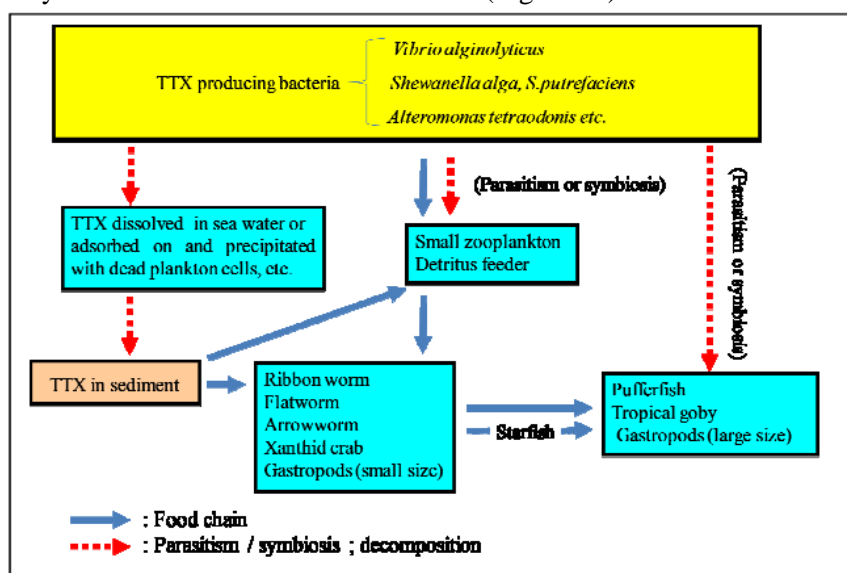 Vibrio alginolyticus
TTX producing bacteria
Shewanella alga, S.putrefaciens
Alteromonas tetraodonis etc.
(Parasitism or symbiosis)
(Parasitism or symbiosis)
TTX dissolved in sea water or
adsorbed on and precipitated
with dead plankton cells, etc.
Small zooplankton
Detritus feeder
TTX in sediment
Ribbon worm
Flatworm
Arrowworm
Xanthid crab
Gastropods (small size)
Starfish
Pufferfish
Tropical goby
Gastropods (large size)
: Food chain
: Parasitism / symbiosis ; decomposition